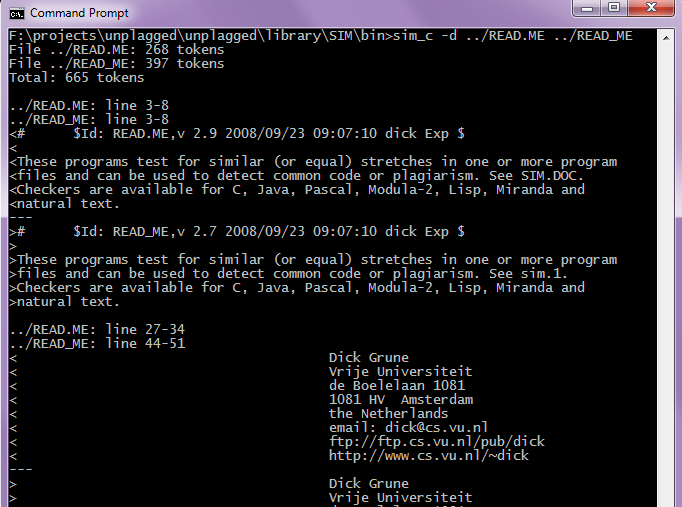 Command Prompt
F:\projects\unplagged\unplagged\library\SIM\bin>sim_c -d ../READ.ME ../READ_ME
File ../READ.ME: 268 tokens
File ../READ_ME: 397 tokens
Total: 665 tokens
../READ.ME: line 3-8
../READ_ME: line 3-8
<#      $Id: READ.ME,v 2.9 2008/09/23 09:07:10 dick Exp $
<
<These programs test for similar (or equal) stretches in one or more program
<files and can be used to detect common code or plagiarism. See SIM.DOC.
<Checkers are available for C, Java, Pascal, Modula-2, Lisp, Miranda and
<natural text.
---
>#      $Id: READ_ME,v 2.7 2008/09/23 09:07:10 dick Exp $
>
>These programs test for similar (or equal) stretches in one or more program
>files and can be used to detect common code or plagiarism. See sim.1.
>Checkers are available for C, Java, Pascal, Modula-2, Lisp, Miranda and
>natural text.
../READ.ME: line 27-34
../READ_ME: line 44-51
<                                       Dick Grune
<                                       Vrije Universiteit
<                                       de Boelelaan 1081
<                                       1081 HV  Amsterdam
<                                       the Netherlands
<                                       email: dick@cs.vu.nl
<                                       ftp://ftp.cs.vu.nl/pub/dick
<                                       http://www.cs.vu.nl/~dick
---
>                                       Dick Grune
>                                       Vrije Universiteit